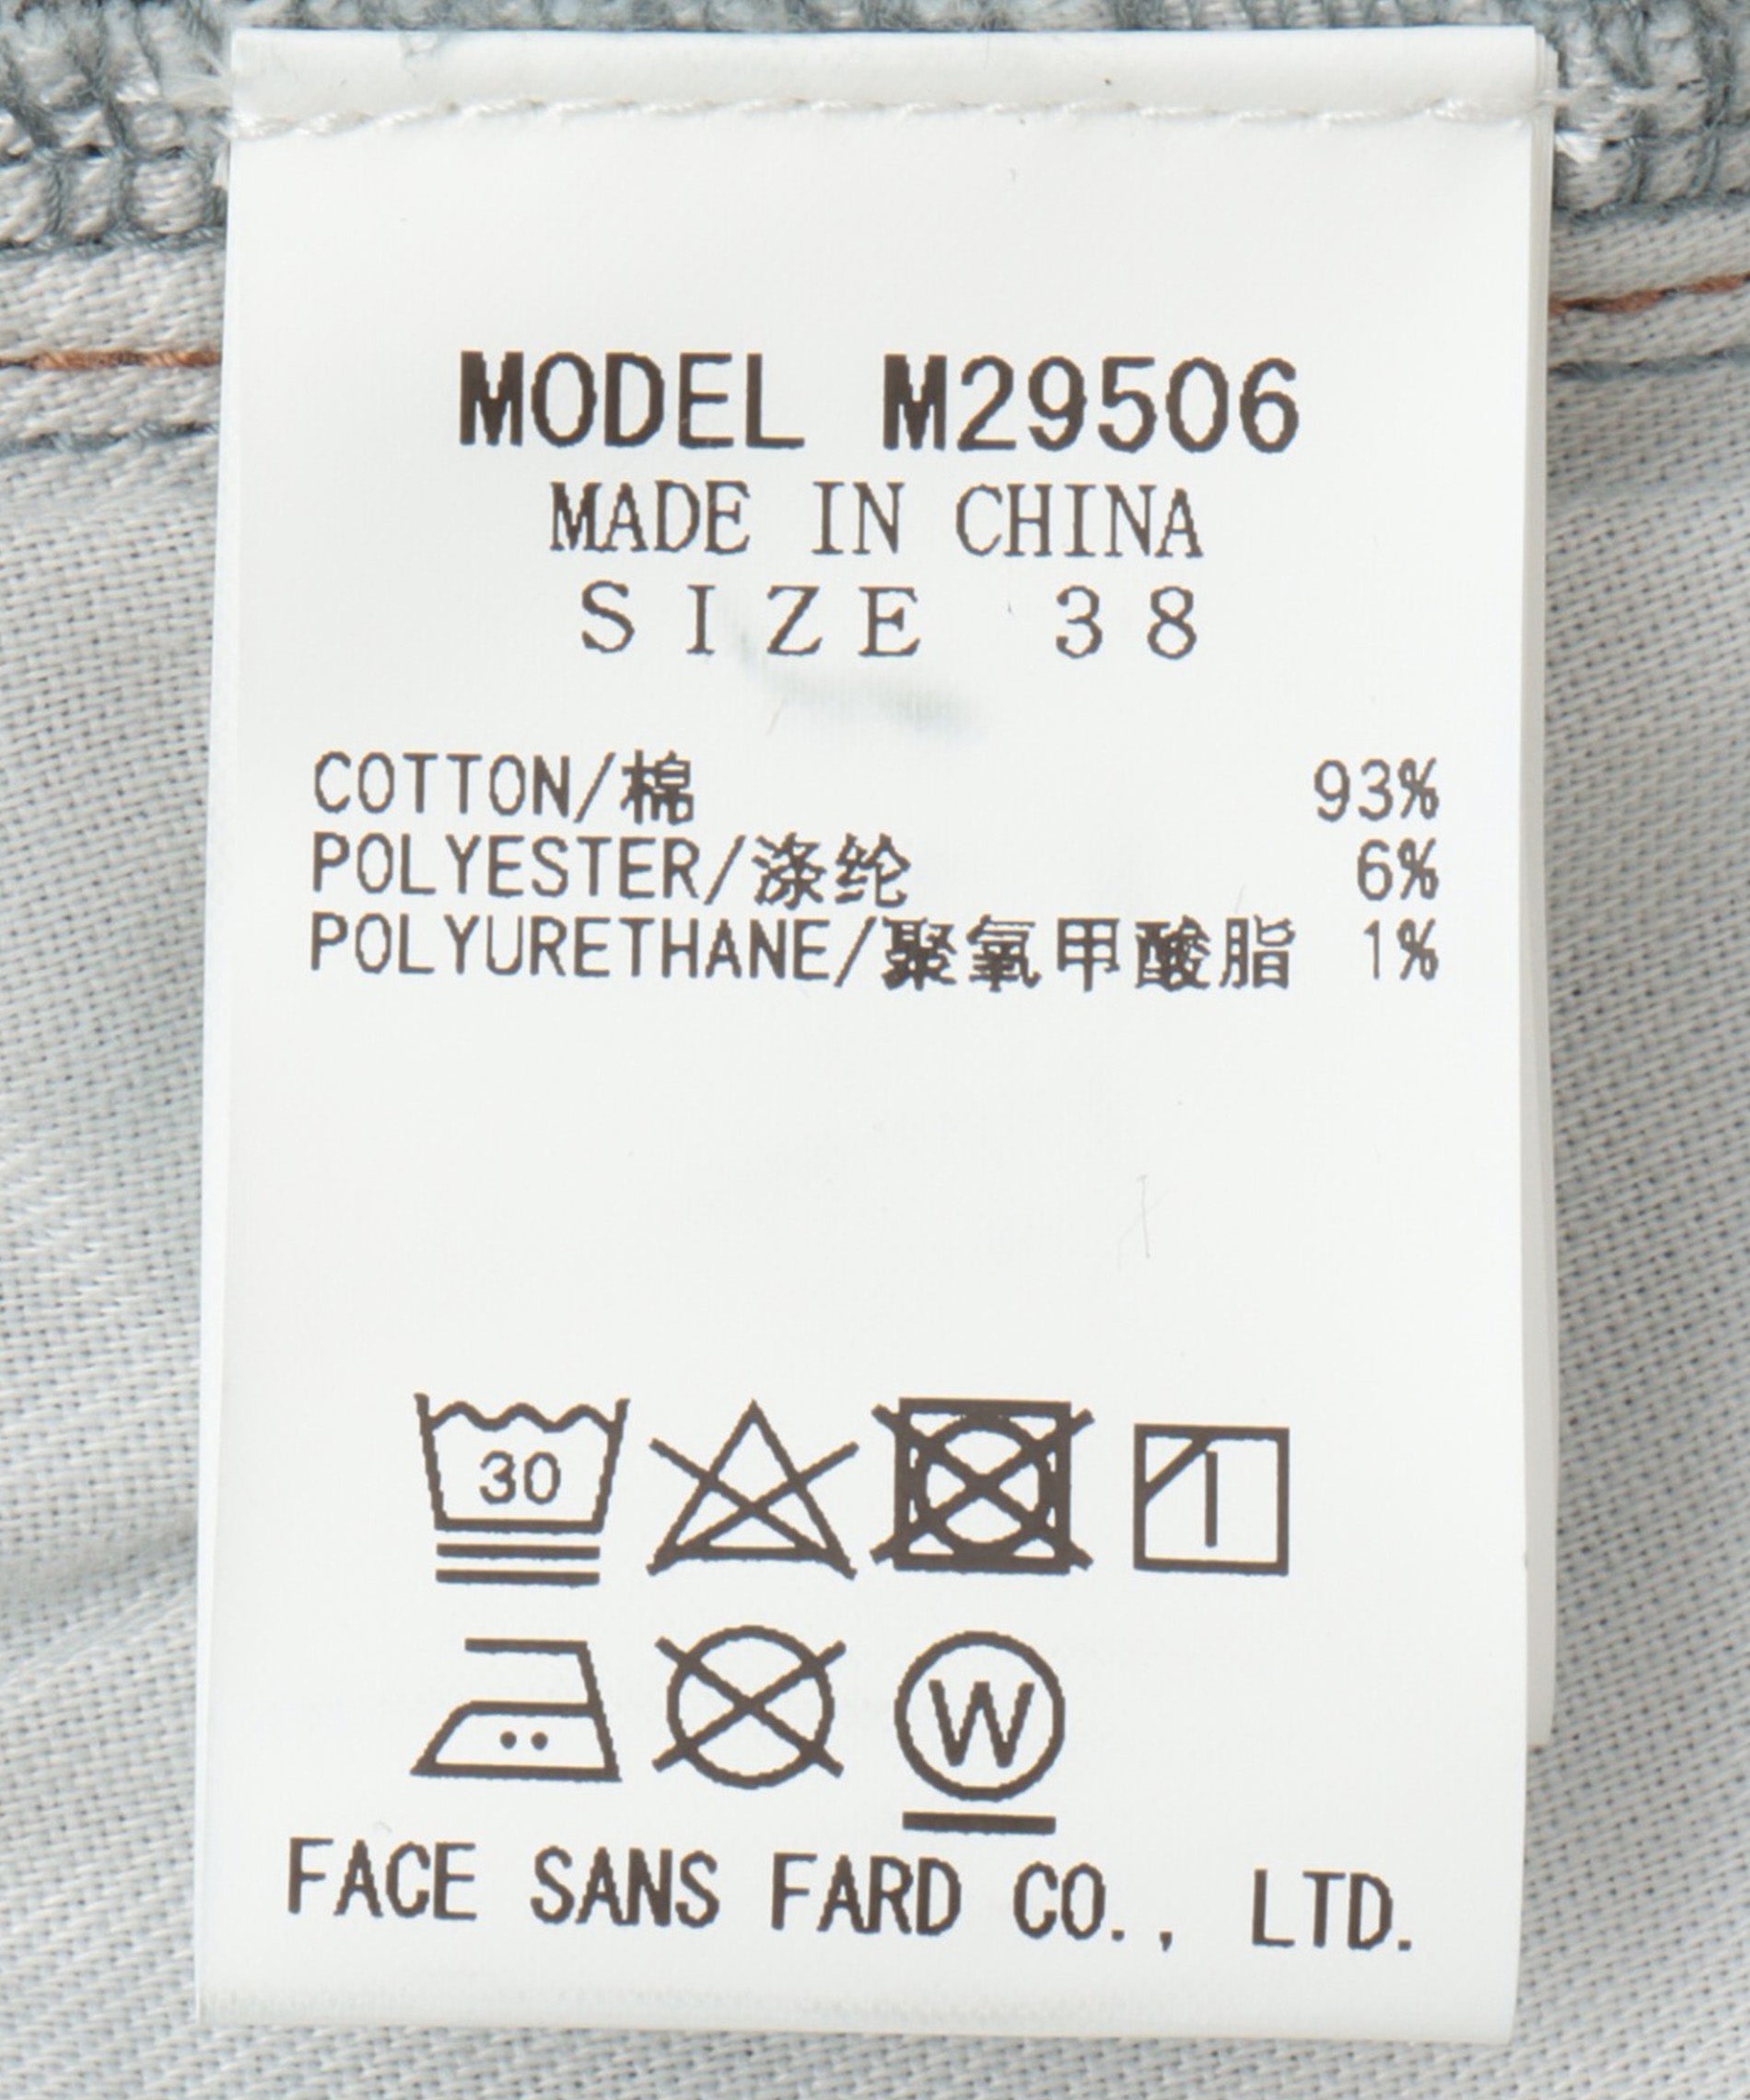 MODEL M29506
MADE IN CHINA
SIZE 38
COTTON/棉 93%
POLYESTER/涤纶 6%
POLYURETHANE/聚氧甲酸脂 1%
30
W
FACE SANS FARD CO., LTD.